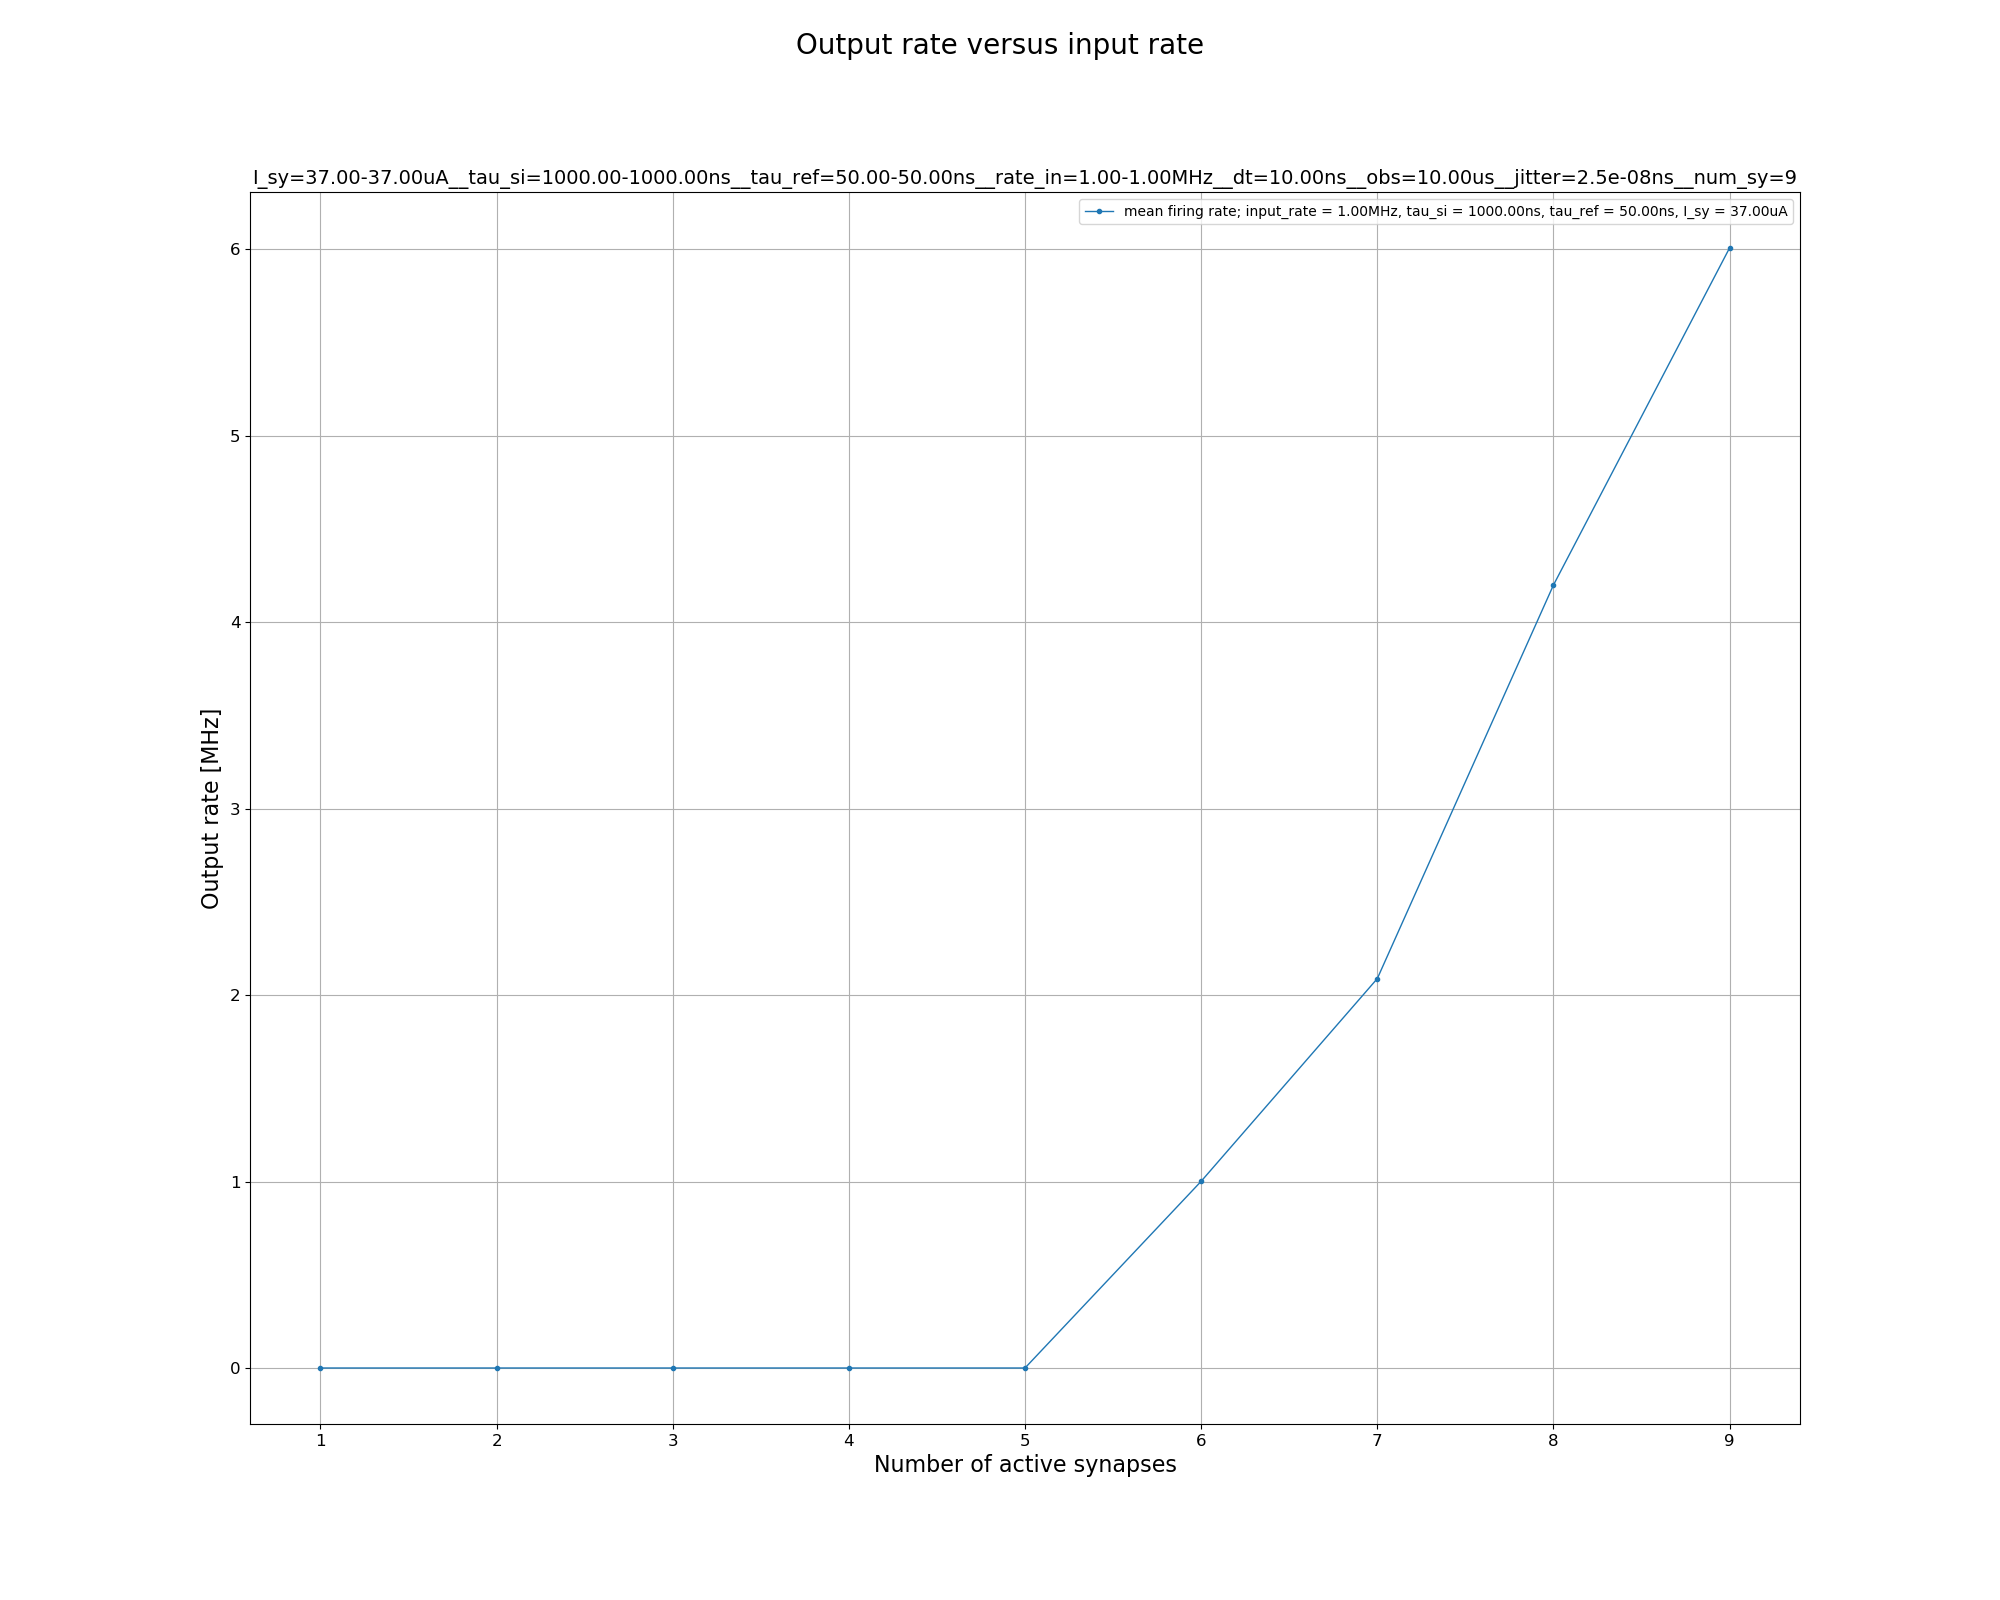 Output rate versus input rate
I_sy=37.00-37.00uA__tau_si=1000.00-1000.00ns__tau_ref=50.00-50.00ns__rate_in=1.00-1.00MHz__dt=10.00ns__obs=10.00us__jitter=2.5e-08ns__num_sy=9
mean firing rate; input_rate = 1.00MHz, tau_si = 1000.00ns, tau_ref = 50.00ns, I_sy = 37.00uA
6
5
4
3
2
1
0
Output rate [MHz]
1 2 3 4 5 6 7 8 9
Number of active synapses